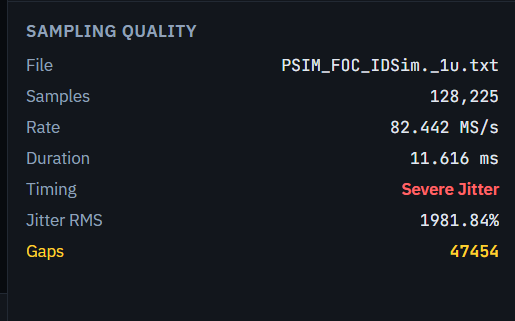 SAMPLING QUALITY
File PSIM_FOC_IDSim._1u.txt
Samples 128,225
Rate 82.442 MS/s
Duration 11.616 ms
Timing Severe Jitter
Jitter RMS 1981.84%
Gaps 47454